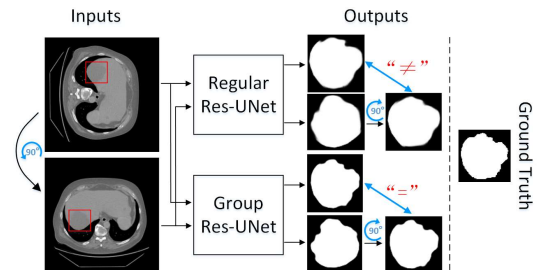 Inputs
Outputs
90°
Regular
Res-UNet
Group
Res-UNet
90°
“ ≠ ”
90°
“ = ”
Ground Truth